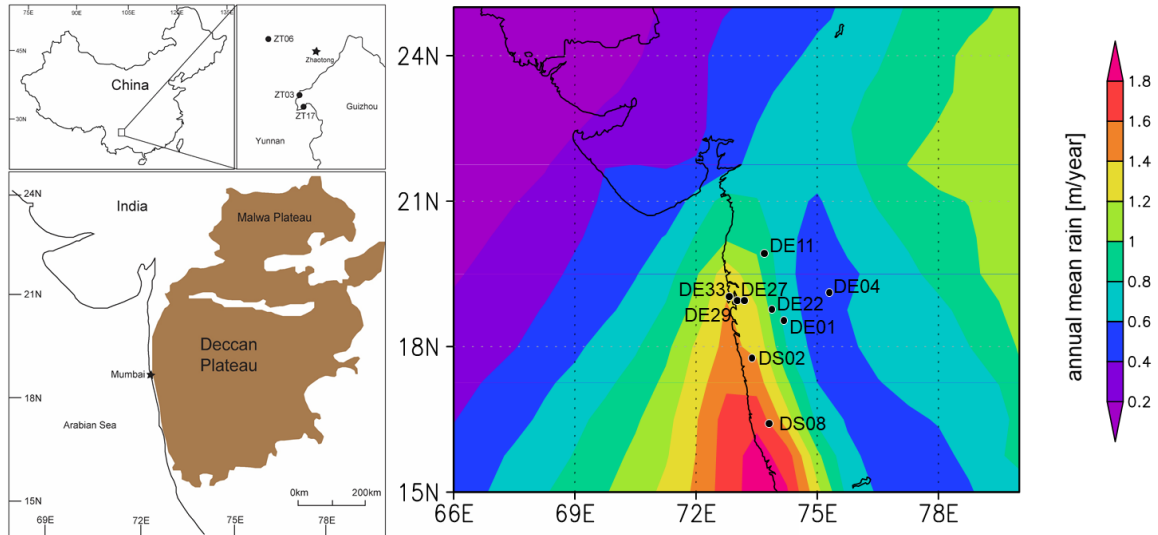 75E 90E 105E 120E 135E
45N
30N
China
ZT06
Zhaotong
ZT03
ZT17
Guizhou
Yunnan
24N
21N
18N
15N
India
Malwa Plateau
Deccan
Plateau
Mumbai
Arabian Sea
0km 200km
69E 72E 75E 78E
24N
21N
18N
15N
66E 69E 72E 75E 78E
DE11
DE33
DE27
DE04
DE29
DE22
DE01
DS02
DS08
annual mean rain [m/year]
1.8
1.6
1.4
1.2
1
0.8
0.6
0.4
0.2